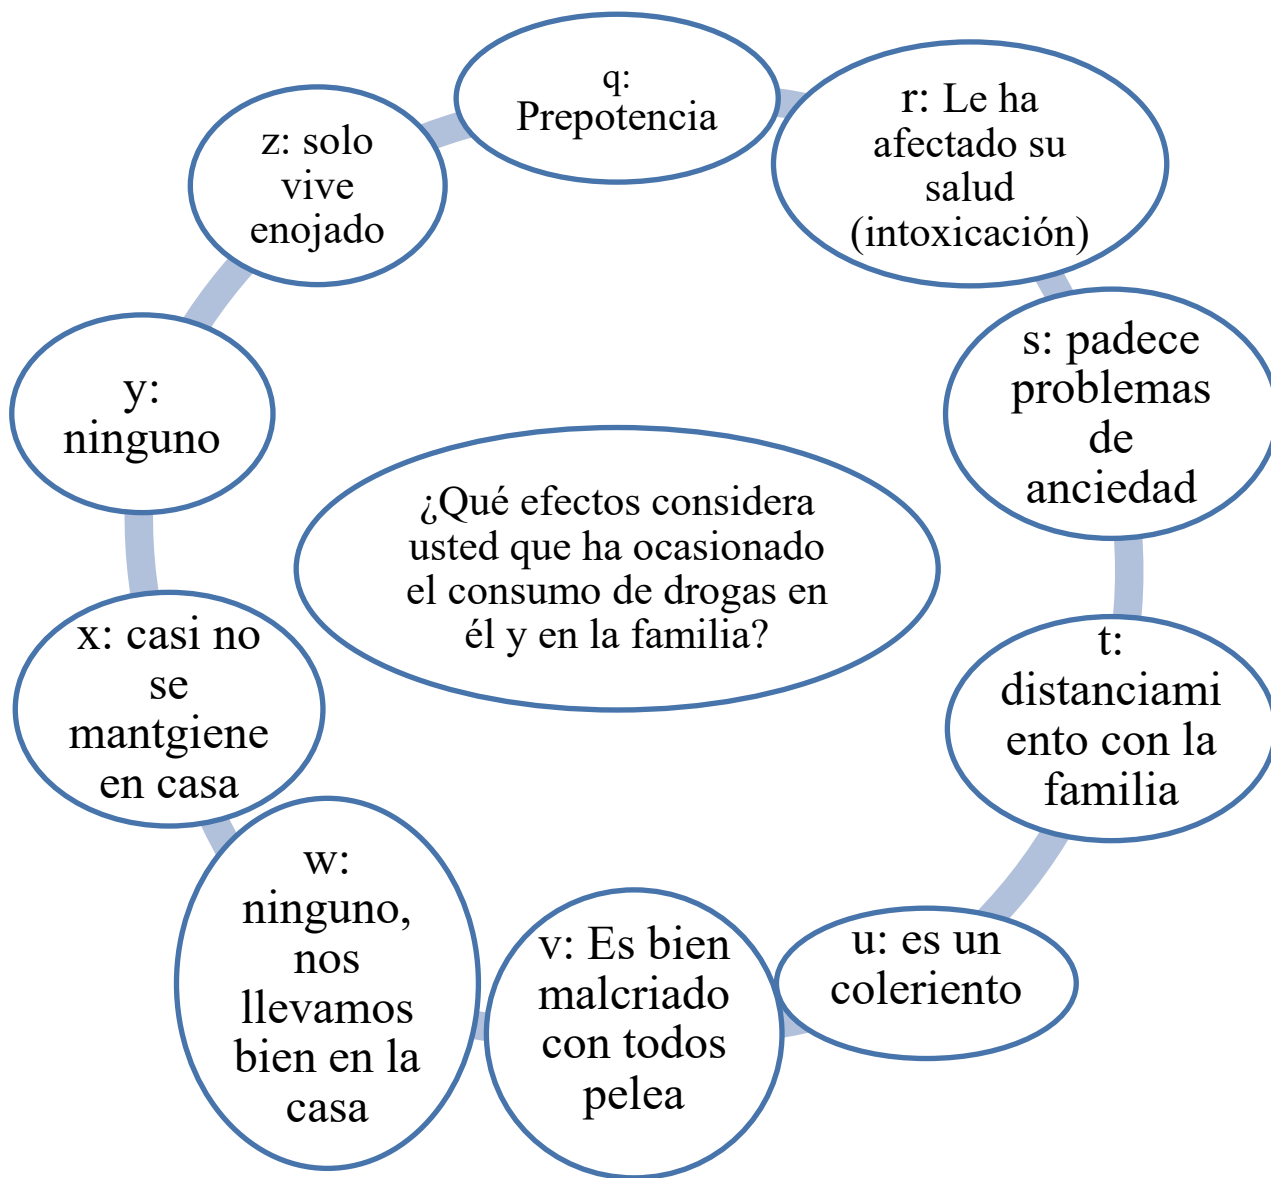 q:
Prepotencia
r: Le ha
afectado su
salud
(intoxicación)
s: padece
problemas
de
anciedad
t:
distanciami
ento con la
familia
u: es un
coleriento
v: Es bien
malcriado
con todos
pelea
w:
ninguno,
nos
llevamos
bien en la
casa
x: casi no
se
mantgiene
en casa
y:
ninguno
z: solo
vive
enojado
¿Qué efectos considera
usted que ha ocasionado
el consumo de drogas en
él y en la familia?